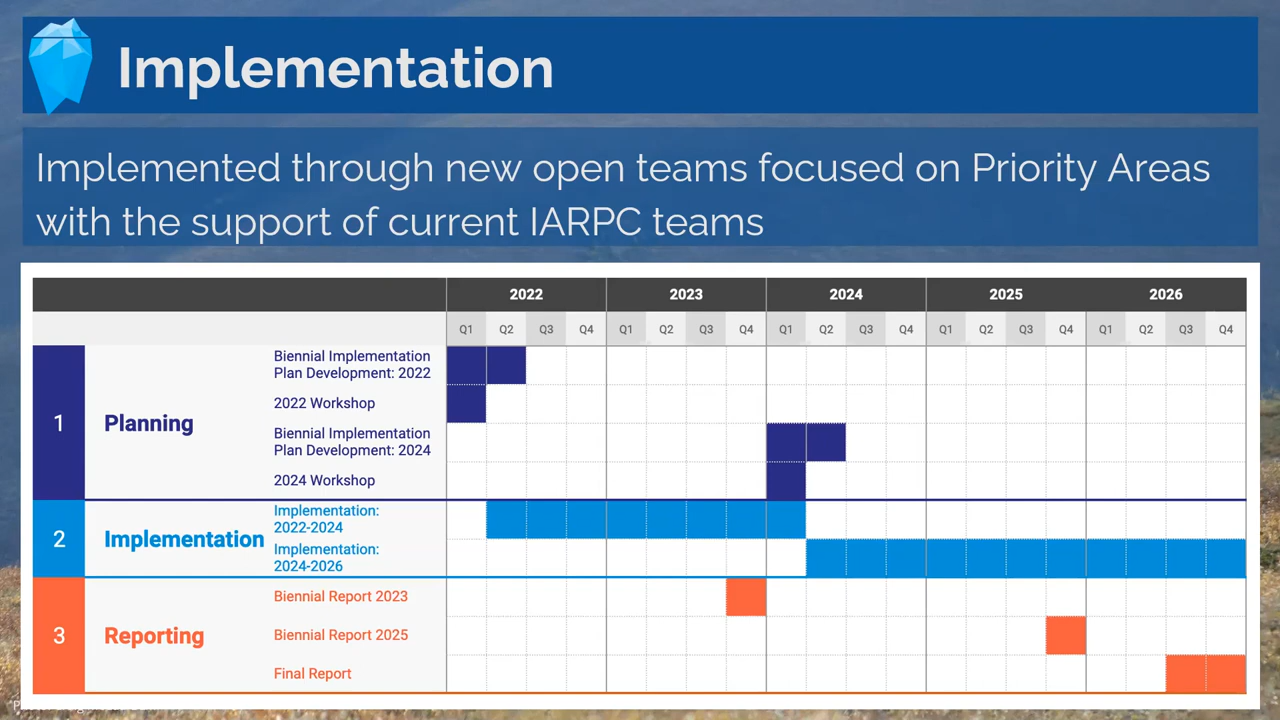 Implementation
Implemented through new open teams focused on Priority Areas
with the support of current IARPC teams
2022 2023 2024 2025 2026
Q1 Q2 Q3 Q4 Q1 Q2 Q3 Q4 Q1 Q2 Q3 Q4 Q1 Q2 Q3 Q4 Q1 Q2 Q3 Q4
1 Planning
Biennial Implementation
Plan Development: 2022
2022 Workshop
Biennial Implementation
Plan Development: 2024
2024 Workshop
2 Implementation
Implementation:
2022-2024
Implementation:
2024-2026
3 Reporting
Biennial Report 2023
Biennial Report 2025
Final Report